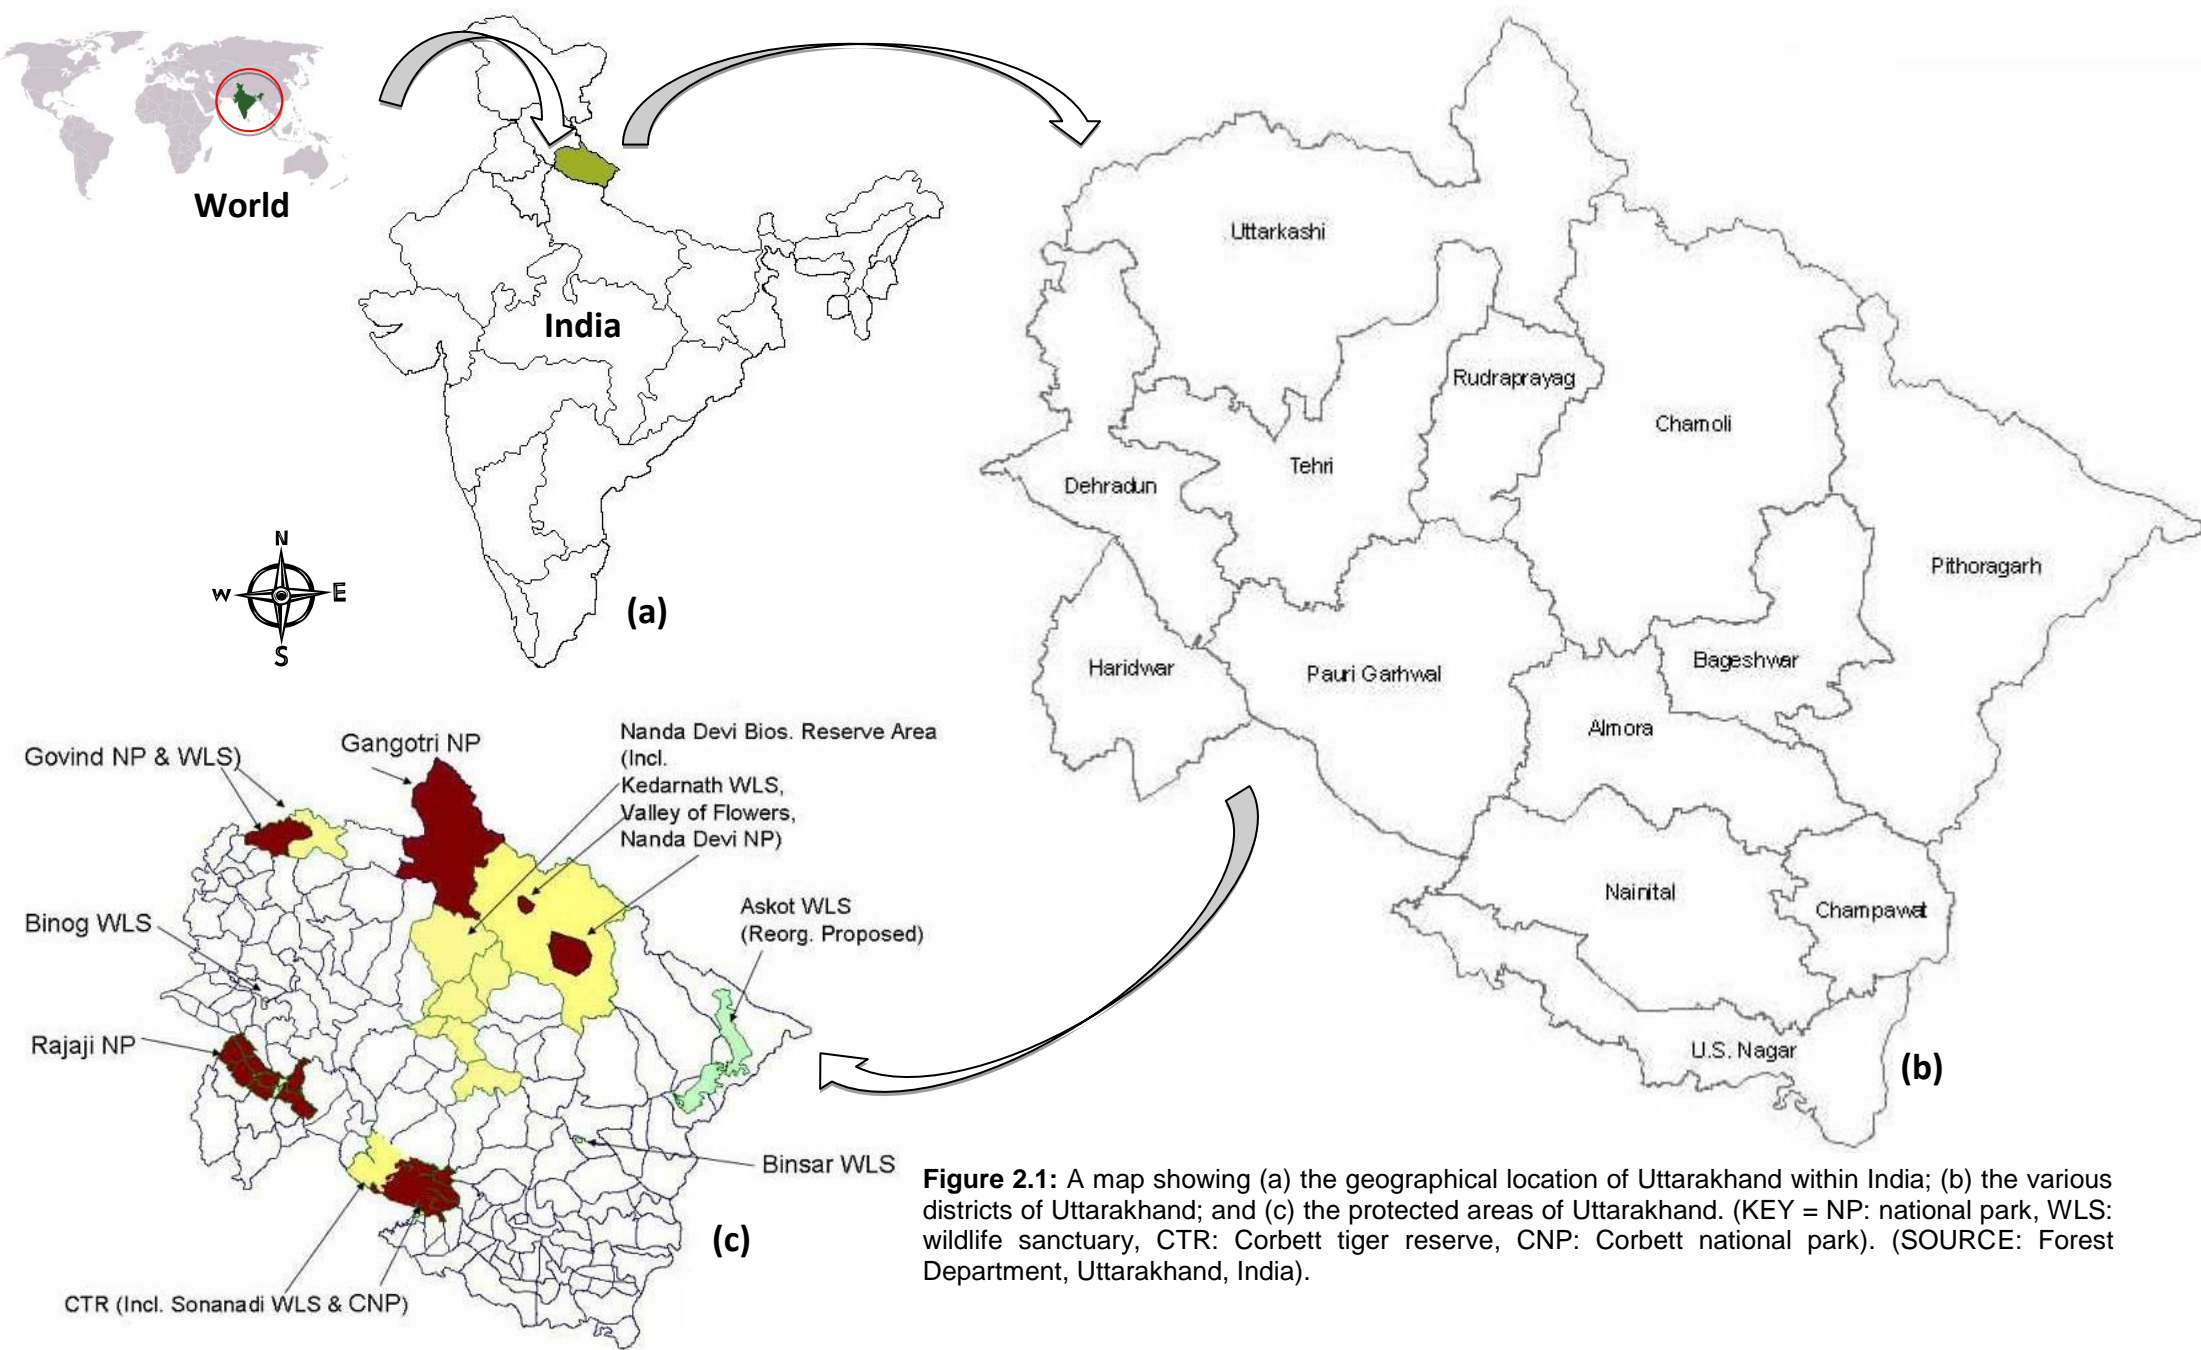 World
India
N
W
E
S
(a)
Uttarkashi
Rudraprayag
Chamoli
Tehri
Dehradun
Pithoragarh
Haridwar
Pauri Garhwal
Bageshwar
Almora
Nainital
Champawat
U.S. Nagar
(b)
Govind NP & WLS)
Gangotri NP
Nanda Devi Bios. Reserve Area
(Incl.
Kedarnath WLS,
Valley of Flowers,
Nanda Devi NP)
Binog WLS
Askot WLS
(Reorg. Proposed)
Rajaji NP
Binsar WLS
(c)
CTR (Incl. Sonanadi WLS & CNP)
Figure 2.1: A map showing (a) the geographical location of Uttarakhand within India; (b) the various
districts of Uttarakhand; and (c) the protected areas of Uttarakhand. (KEY = NP: national park, WLS:
wildlife sanctuary, CTR: Corbett tiger reserve, CNP: Corbett national park). (SOURCE: Forest
Department, Uttarakhand, India).